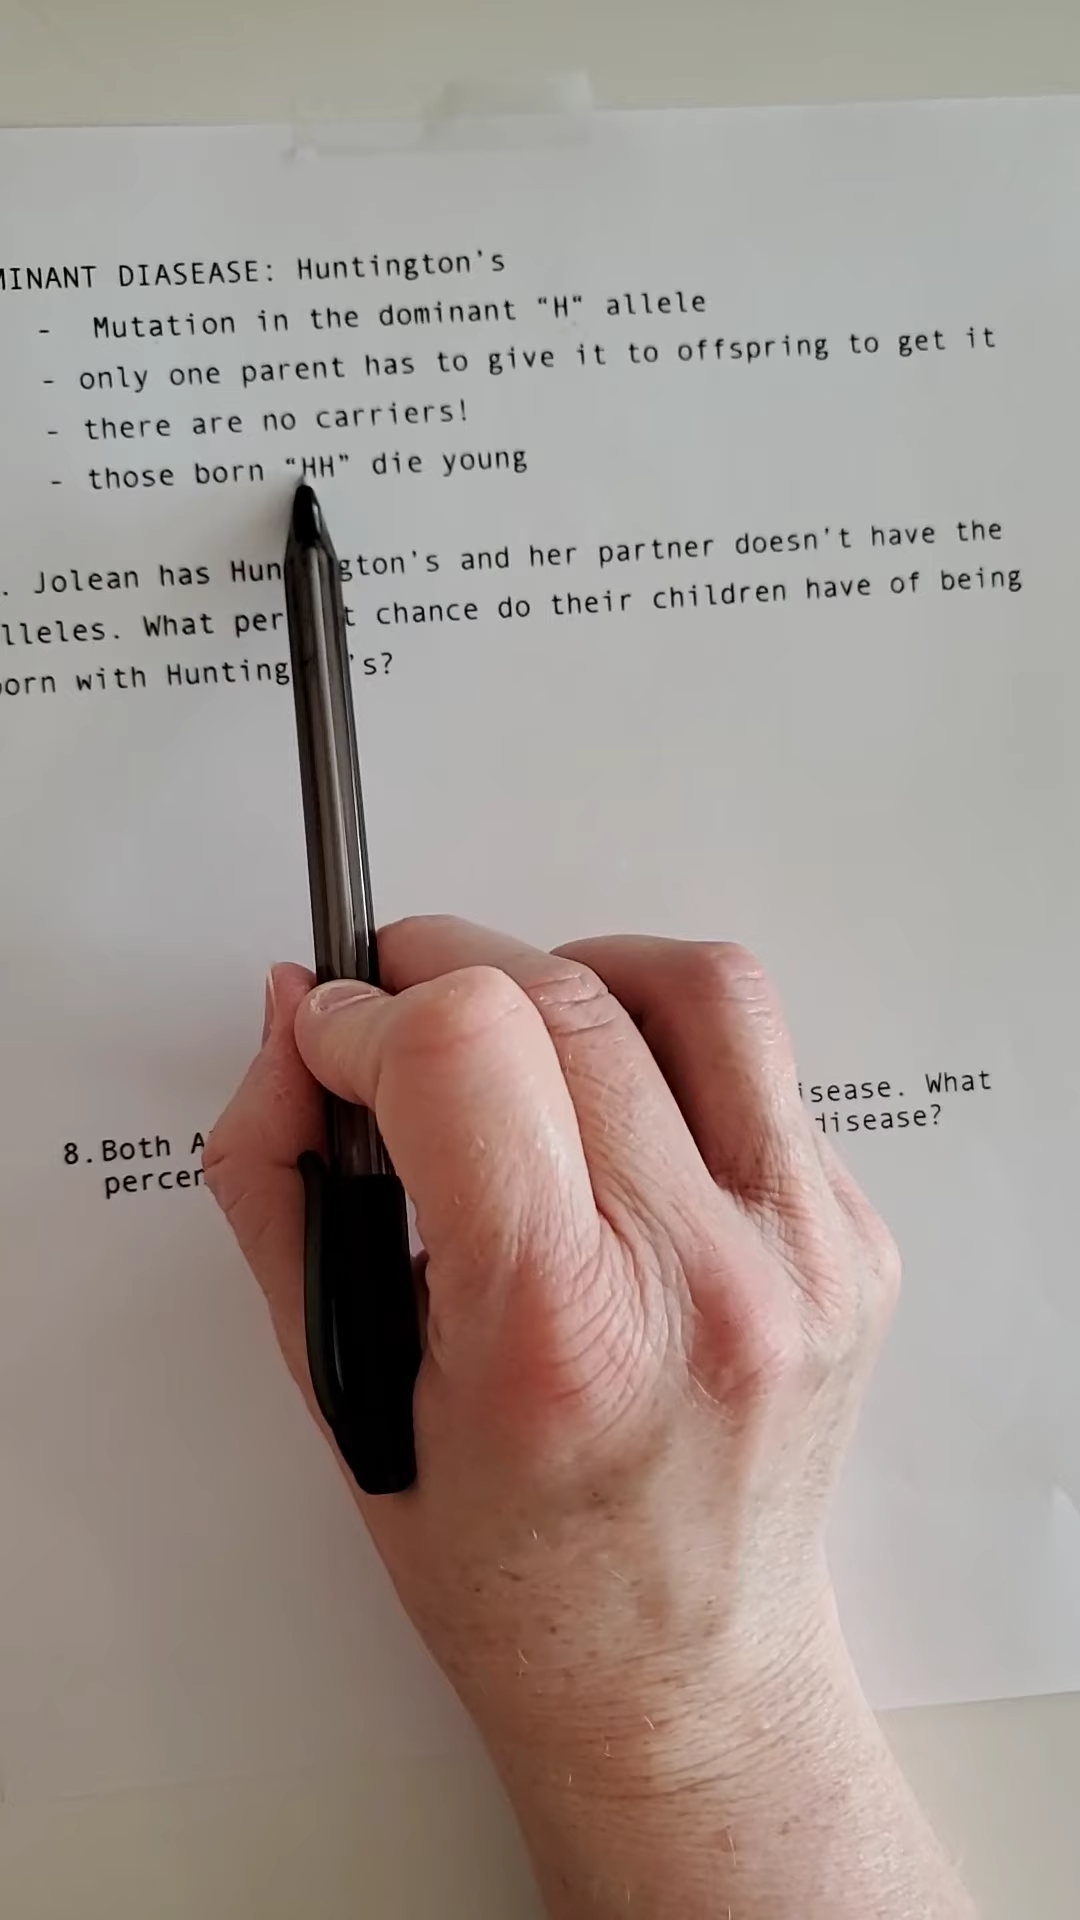 MINANT DIASEASE: Huntington's
- Mutation in the dominant “H“ allele
- only one parent has to give it to offspring to get it
- there are no carriers!
- those born “HH” die young
. Jolean has Hun gton's and her partner doesn't have the
lleles. What per t chance do their children have of being
orn with Hunting 's?
8. Both A isease. What
percen disease?